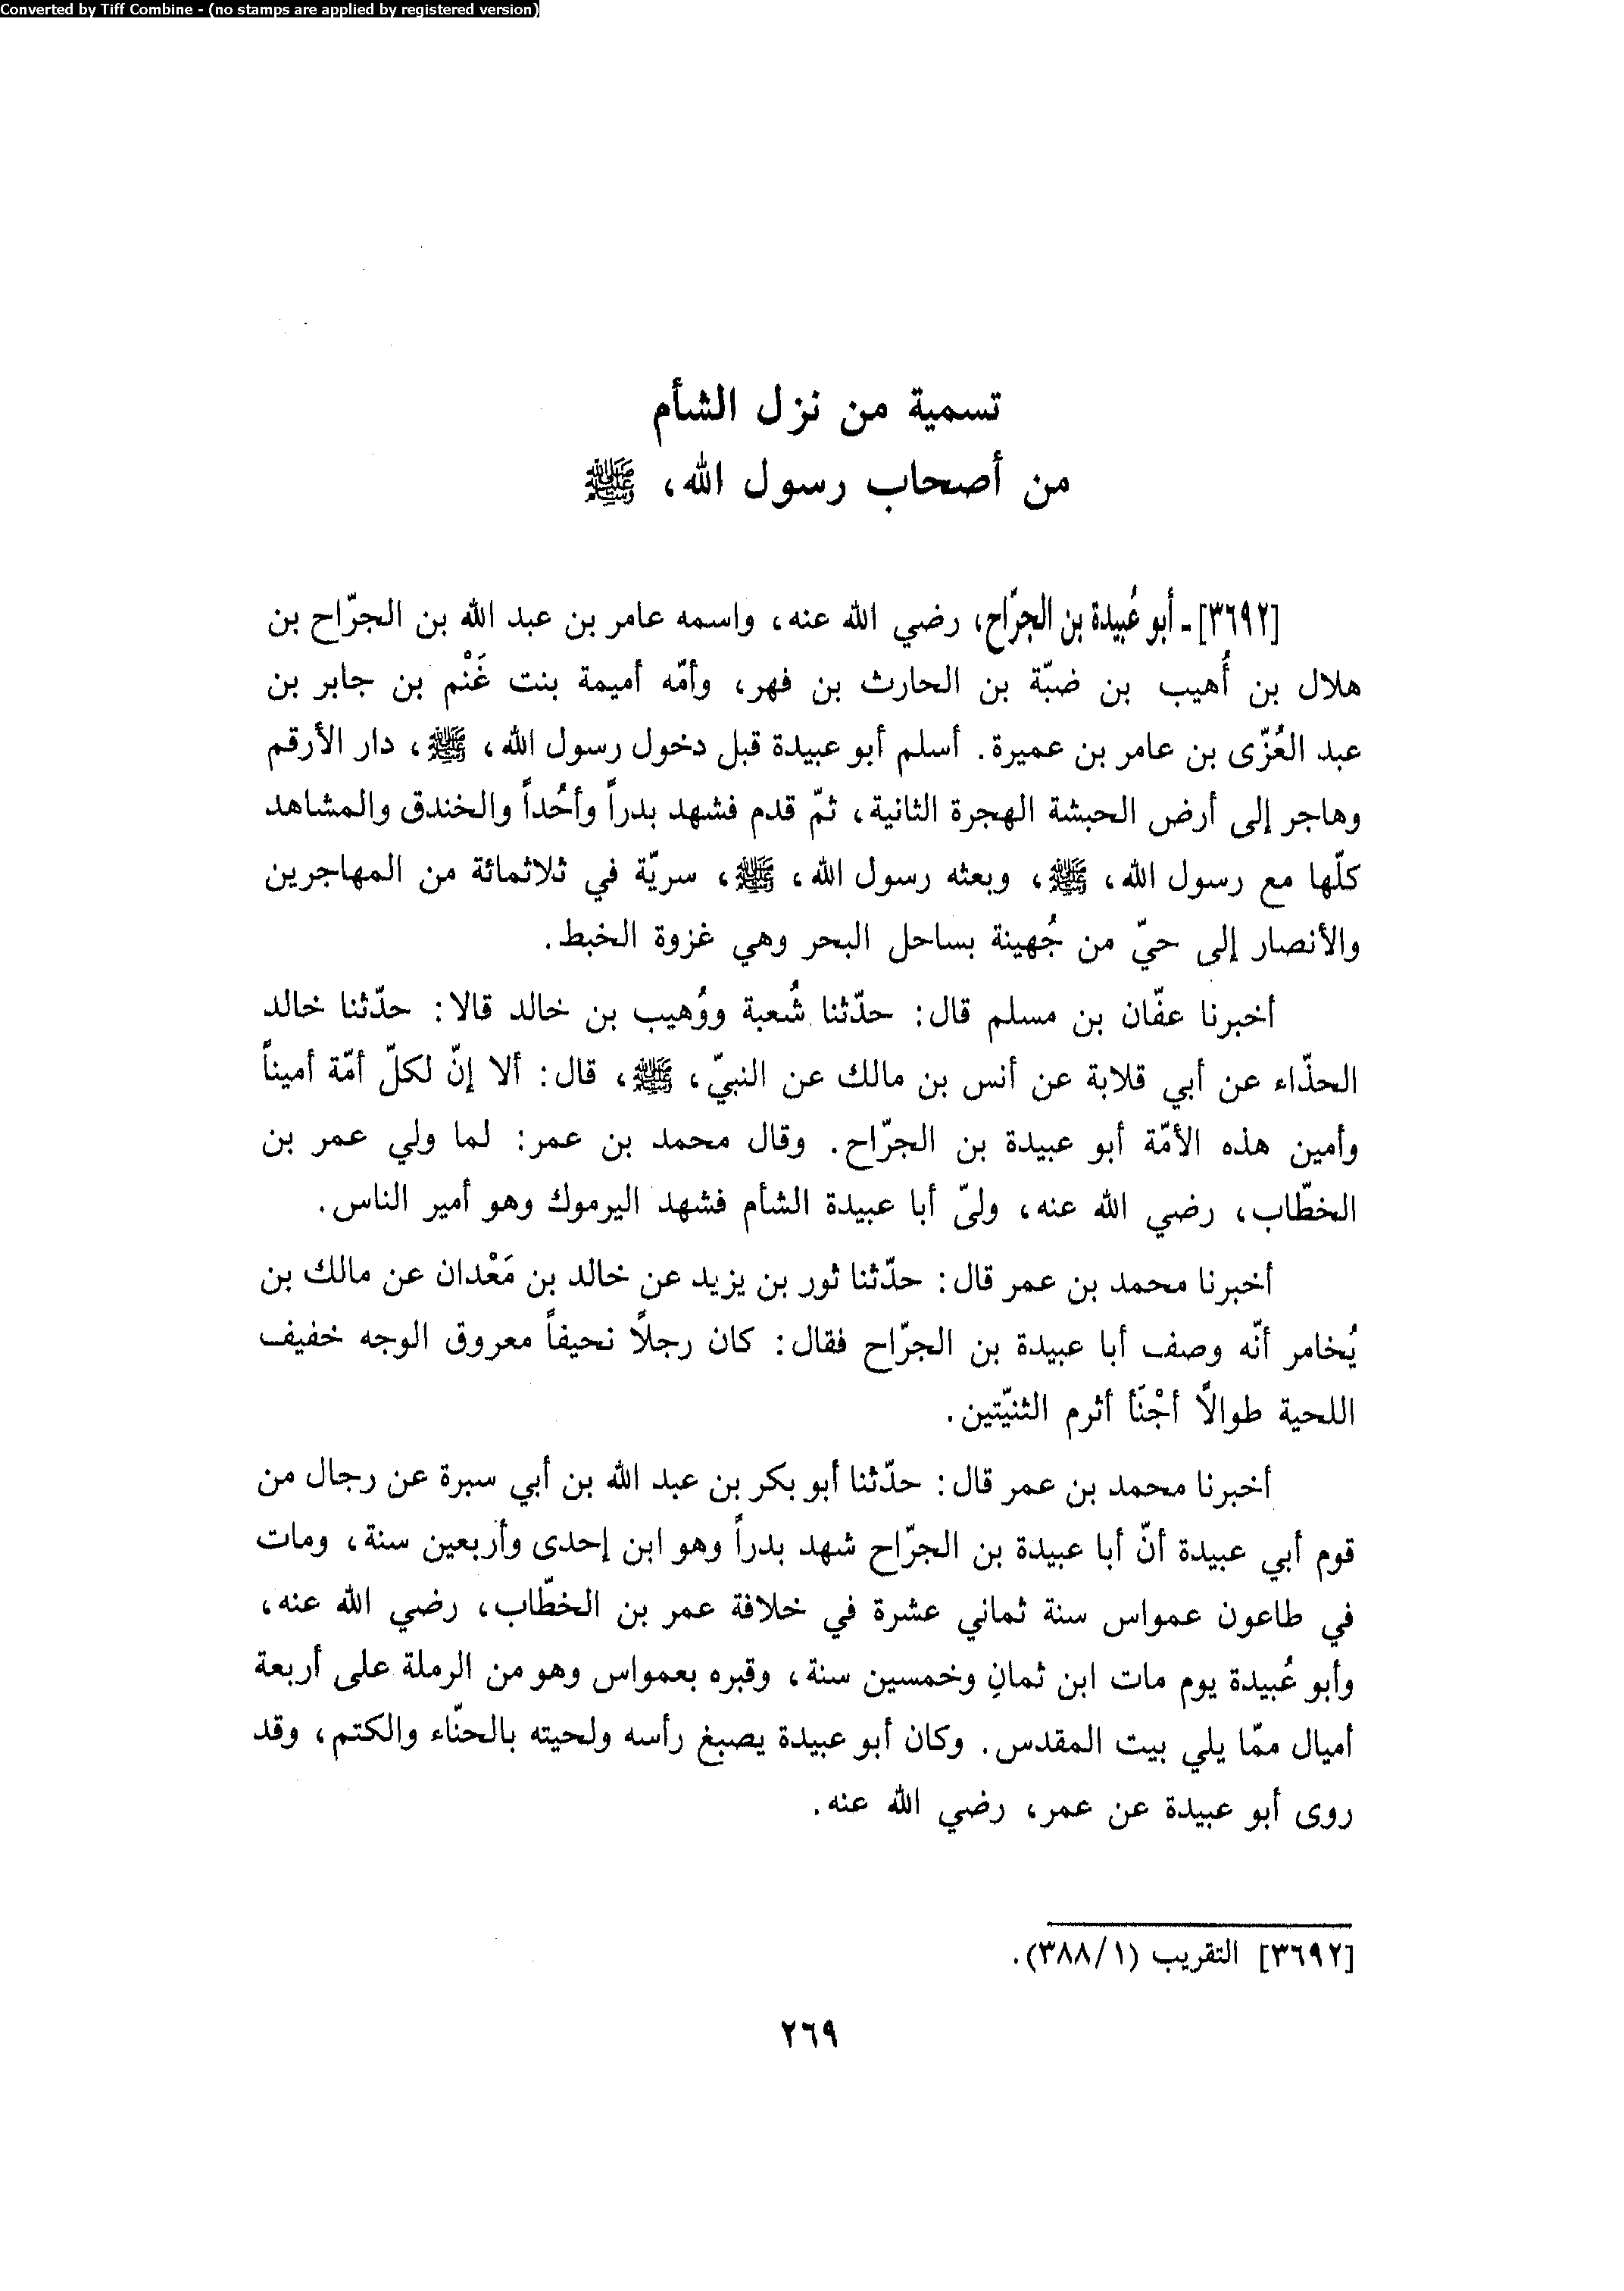 Converted by Tiff Combine - (no stamps are applied by registered version)
تسمية من نزل الشأم
من أصحاب رسول الله، ﷺ
[٣٦٩٢]ـ أبو عُبيدة بن الجرّاح، رضي الله عنه، واسمه عامر بن عبد الله بن الجرّاح بن
هلال بن أُهيب بن ضبّة بن الحارث بن فهر، وأمّه أميمة بنت غَنْم بن جابر بن
عبد العُزّى بن عامر بن عميرة. أسلم أبو عبيدة قبل دخول رسول الله، ﷺ، دار الأرقم
وهاجر إلى أرض الحبشة الهجرة الثانية، ثمّ قدم فشهد بدراً وأُحُداً والخندق والمشاهد
كلّها مع رسول الله، ﷺ، وبعثه رسول الله، ﷺ، سريّة في ثلاثمائة من المهاجرين
والأنصار إلى حيّ من جُهينة بساحل البحر وهي غزوة الخبط.
أخبرنا عفّان بن مسلم قال: حدّثنا شُعبة ووُهيب بن خالد قالا: حدّثنا خالد
الحذّاء عن أبي قلابة عن أنس بن مالك عن النبيّ، ﷺ، قال: ألا إنّ لكلّ أمّة أميناً
وأمين هذه الأمّة أبو عبيدة بن الجرّاح. وقال محمد بن عمر: لما ولي عمر بن
الخطّاب، رضي الله عنه، ولىّ أبا عبيدة الشأم فشهد اليرموك وهو أمير الناس.
أخبرنا محمد بن عمر قال: حدّثنا ثور بن يزيد عن خالد بن مَعْدان عن مالك بن
يُخامر أنّه وصف أبا عبيدة بن الجرّاح فقال: كان رجلاً نحيفاً معروق الوجه خفيف
اللحية طوالاً أجْنَأ أثرم الثنيّتين.
أخبرنا محمد بن عمر قال: حدّثنا أبو بكر بن عبد الله بن أبي سبرة عن رجال من
قوم أبي عبيدة أنّ أبا عبيدة بن الجرّاح شهد بدراً وهو ابن إحدى وأربعين سنة، ومات
في طاعون عمواس سنة ثماني عشرة في خلافة عمر بن الخطّاب، رضي الله عنه،
وأبو عُبيدة يوم مات ابن ثمانٍ وخمسين سنة، وقبره بعمواس وهو من الرملة على أربعة
أميال ممّا يلي بيت المقدس. وكان أبو عبيدة يصبغ رأسه ولحيته بالحنّاء والكتم، وقد
روى أبو عبيدة عن عمر، رضي الله عنه.
[٣٦٩٢] التقريب (١/٣٨٨).
٢٦٩